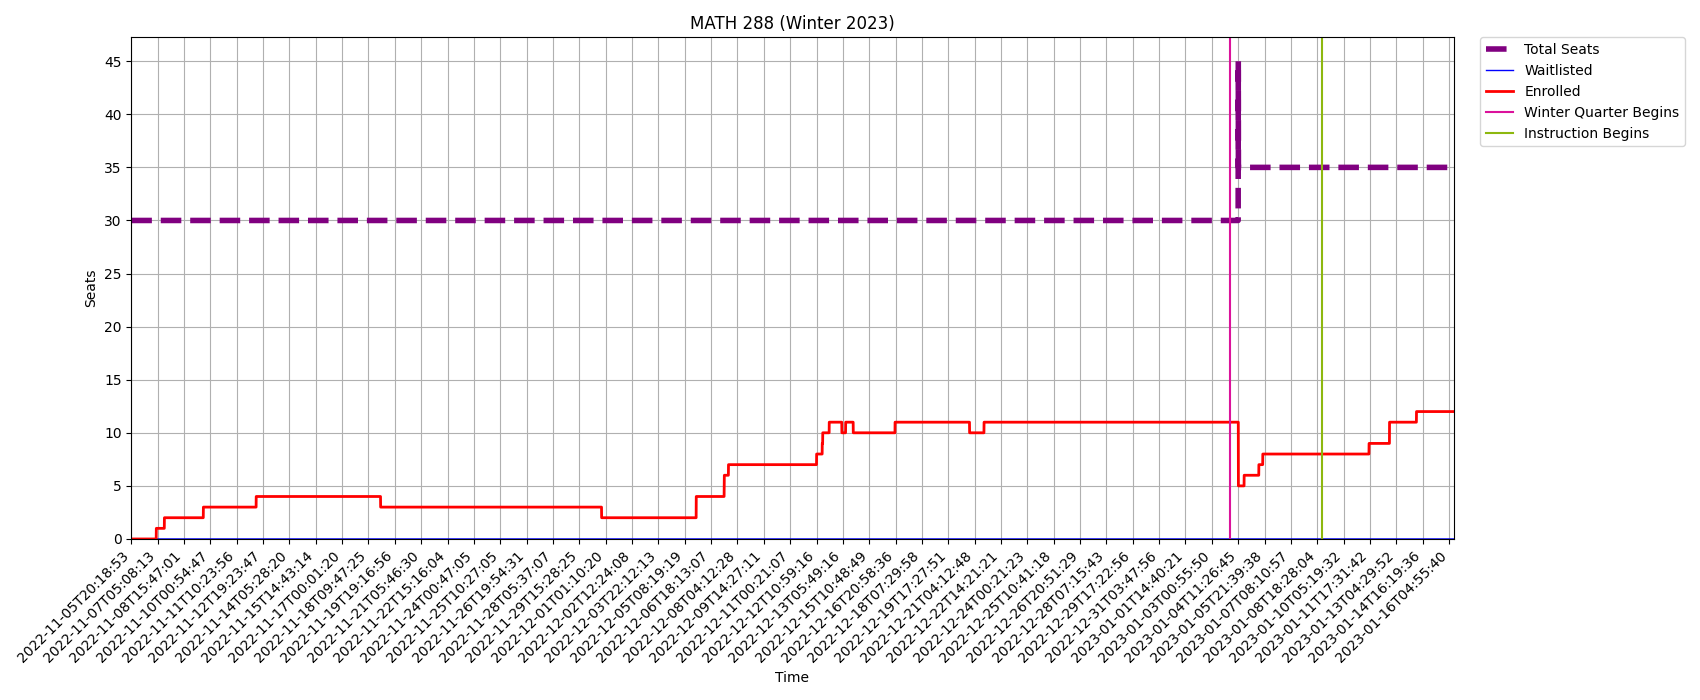 MATH 288 (Winter 2023)
Total Seats
Waitlisted
Enrolled
Winter Quarter Begins
Instruction Begins
45
40
35
30
25
20
15
10
5
0
Seats
2022-11-05T20:18:53
2022-11-07T05:08:13
2022-11-08T15:47:01
2022-11-10T00:54:47
2022-11-11T10:23:56
2022-11-12T19:23:47
2022-11-14T05:28:20
2022-11-15T14:43:14
2022-11-17T00:01:20
2022-11-18T09:47:25
2022-11-19T19:16:56
2022-11-21T05:46:30
2022-11-22T15:16:04
2022-11-24T00:47:05
2022-11-25T10:27:05
2022-11-26T19:54:31
2022-11-28T05:37:07
2022-11-29T15:28:25
2022-12-01T01:10:20
2022-12-02T12:24:08
2022-12-03T22:12:13
2022-12-05T08:19:19
2022-12-06T18:13:07
2022-12-08T04:12:28
2022-12-09T14:27:11
2022-12-11T00:21:07
2022-12-12T10:59:16
2022-12-13T05:49:16
2022-12-15T10:48:49
2022-12-16T20:58:36
2022-12-18T07:29:58
2022-12-19T17:27:51
2022-12-21T04:12:48
2022-12-22T14:21:21
2022-12-24T00:21:23
2022-12-25T10:41:18
2022-12-26T20:51:29
2022-12-28T07:15:43
2022-12-29T17:22:56
2022-12-31T03:47:56
2023-01-01T14:40:21
2023-01-03T00:55:50
2023-01-04T11:26:45
2023-01-05T21:39:38
2023-01-07T08:10:57
2023-01-08T18:28:04
2023-01-10T05:19:32
2023-01-11T17:31:42
2023-01-13T04:29:52
2023-01-14T16:19:36
2023-01-16T04:55:40
Time